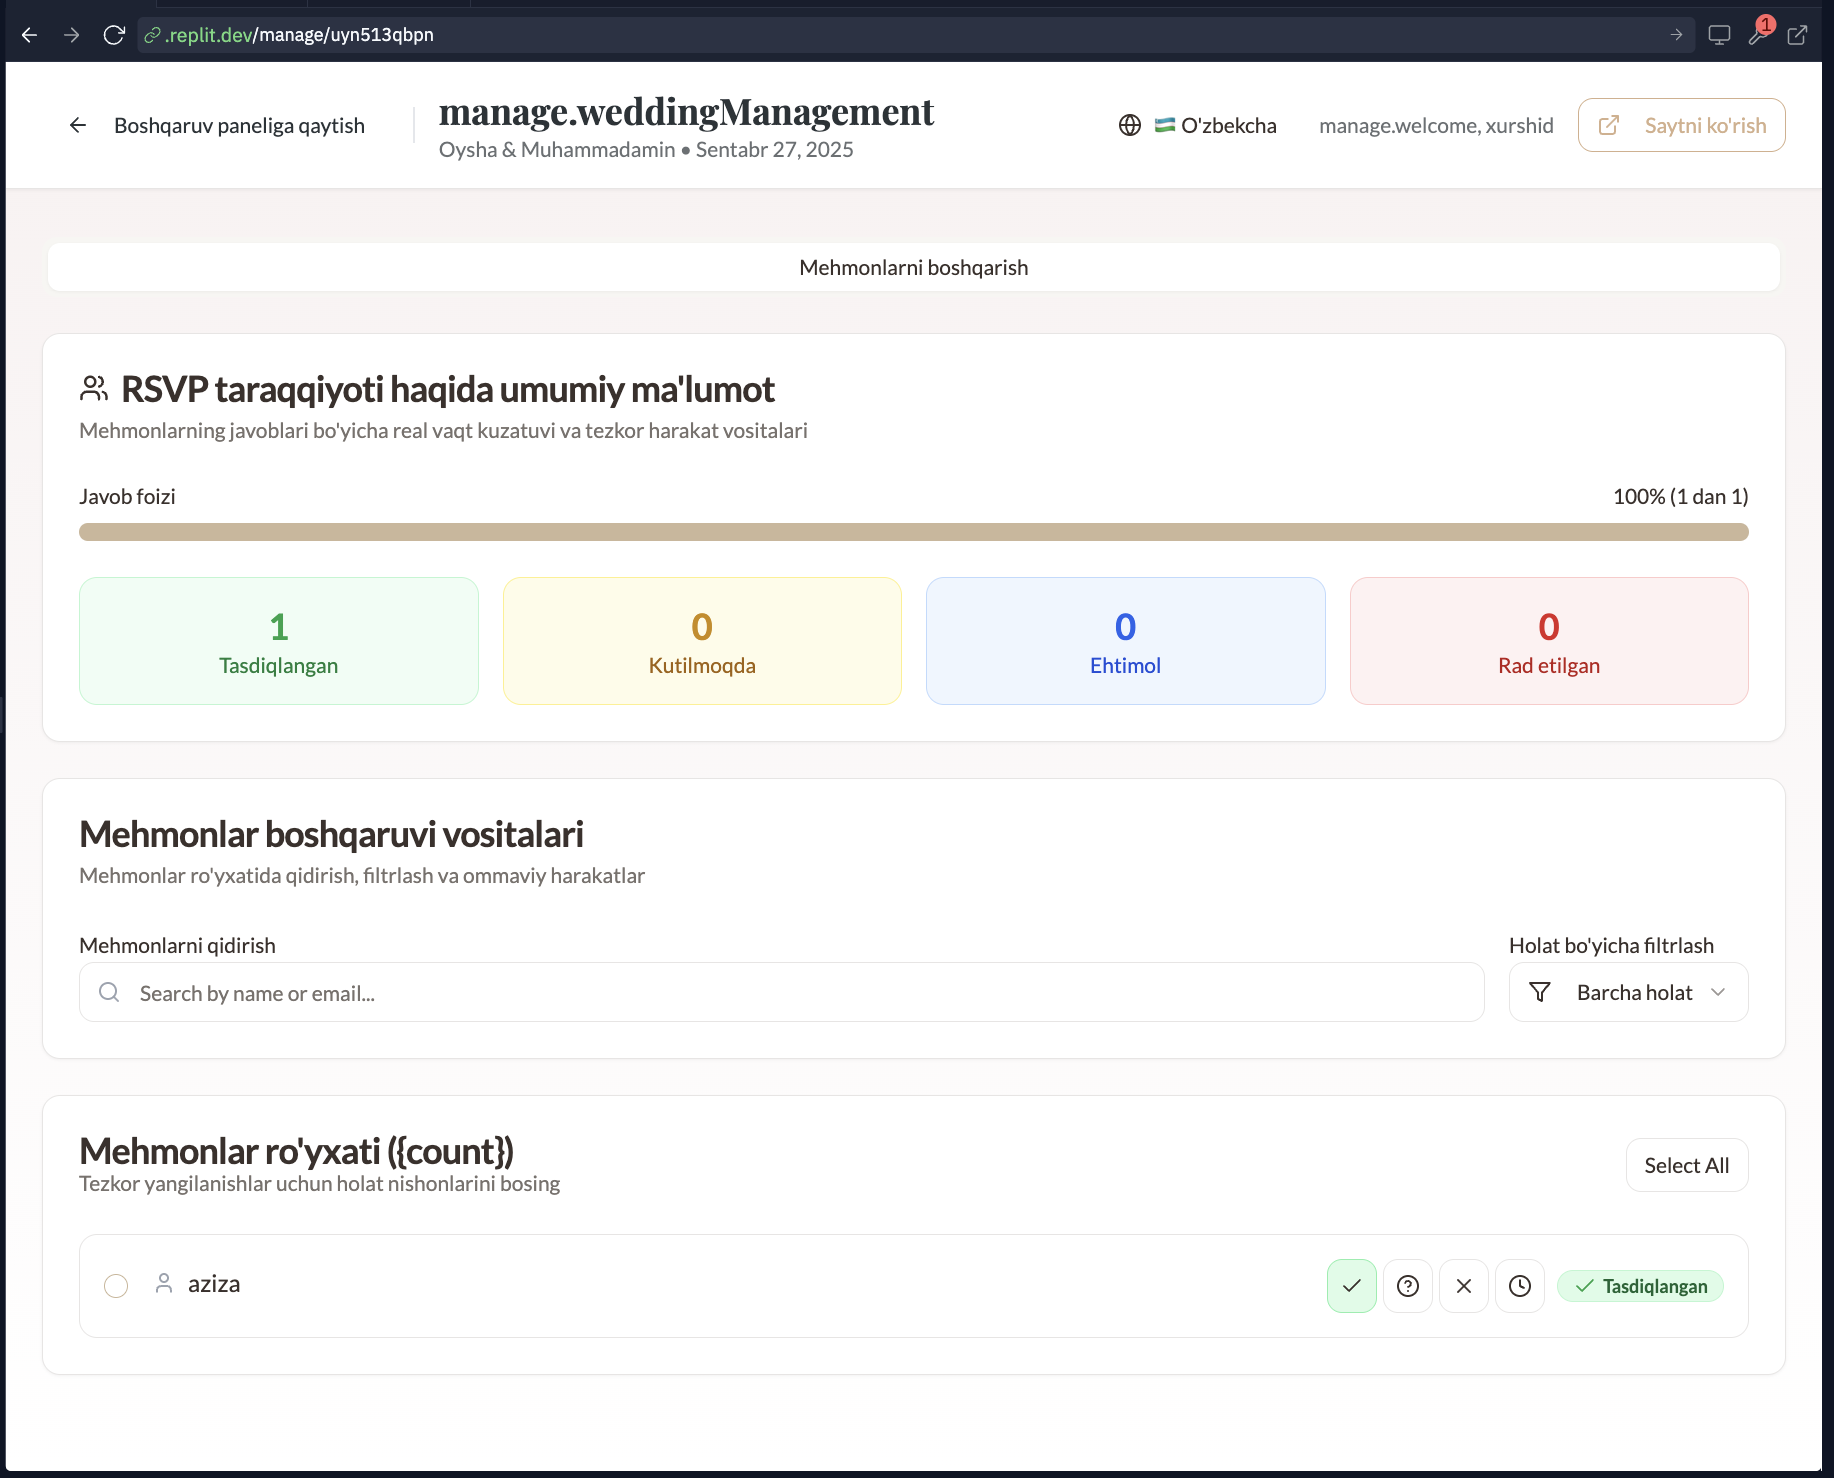 .replit.dev/manage/uyn513qbpn
1
Boshqaruv paneliga qaytish
manage.weddingManagement
Oysha & Muhammadamin • Sentabr 27, 2025
O'zbekcha
manage.welcome, xurshid
Saytni ko'rish
Mehmonlarni boshqarish
RSVP taraqqiyoti haqida umumiy ma'lumot
Mehmonlarning javoblari bo'yicha real vaqt kuzatuvi va tezkor harakat vositalari
Javob foizi
100% (1 dan 1)
1
Tasdiqlangan
0
Kutilmoqda
0
Ehtimol
0
Rad etilgan
Mehmonlar boshqaruvi vositalari
Mehmonlar ro'yxatida qidirish, filtrlash va ommaviy harakatlar
Mehmonlarni qidirish
Search by name or email...
Holat bo'yicha filtrlash
Barcha holat
Mehmonlar ro'yxati ({count})
Tezkor yangilanishlar uchun holat nishonlarini bosing
Select All
aziza
Tasdiqlangan